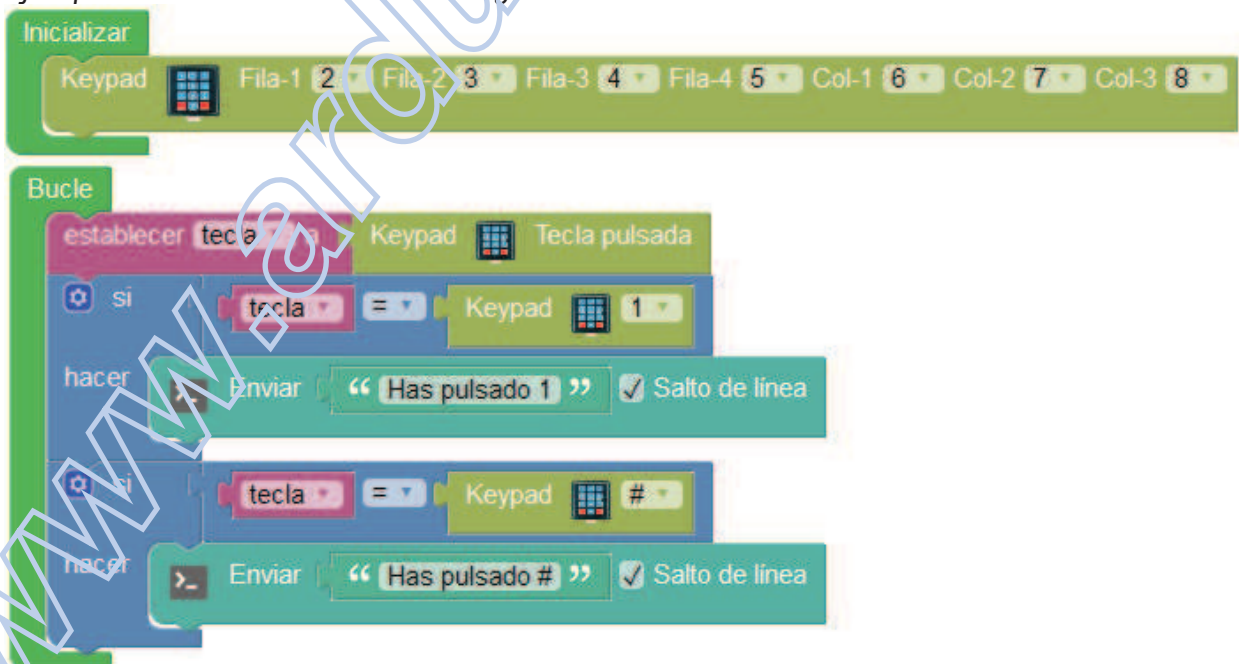 Inicializar
Keypad Fila-1 2 Fila-2 3 Fila-3 4 Fila-4 5 Col-1 6 Col-2 7 Col-3 8
Bucle
establecer tecla a Keypad Tecla pulsada
si tecla = Keypad 1
hacer >_ Enviar “ Has pulsado 1 ” Salto de línea
si tecla = Keypad #
hacer >_ Enviar “ Has pulsado # ” Salto de línea